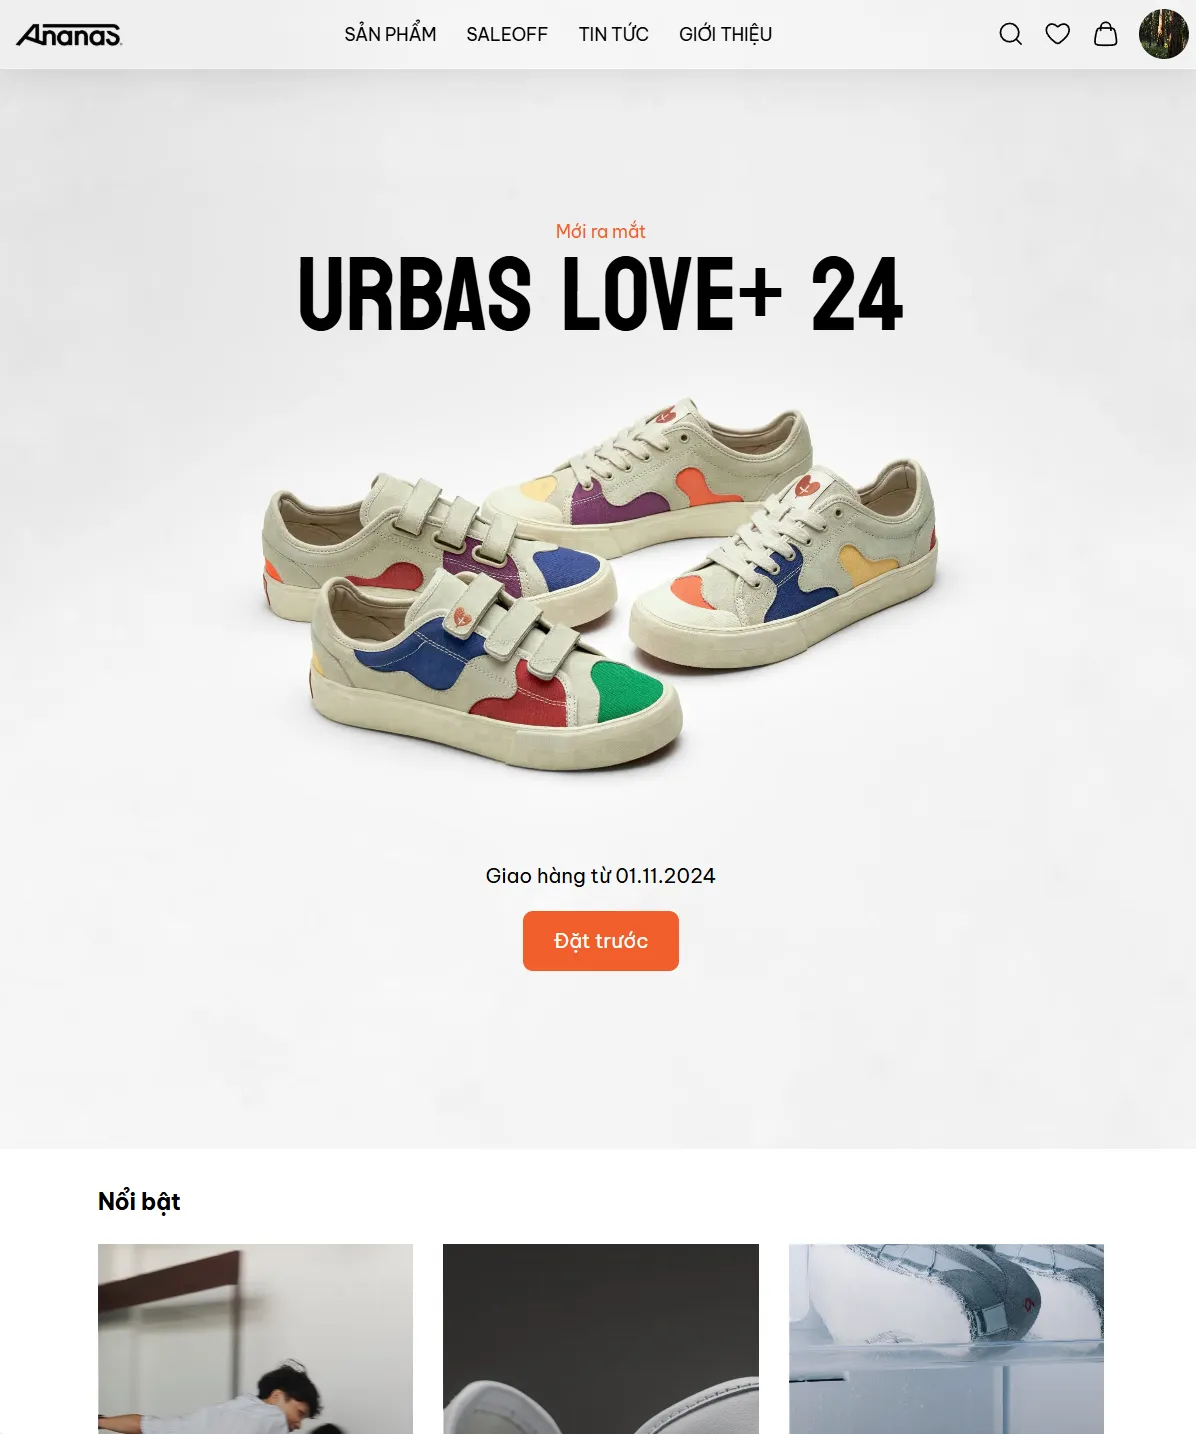 Ananas
SẢN PHẨM
SALEOFF
TIN TỨC
GIỚI THIỆU
Mới ra mắt
URBAS LOVE+ 24
Giao hàng từ 01.11.2024
Đặt trước
Nổi bật